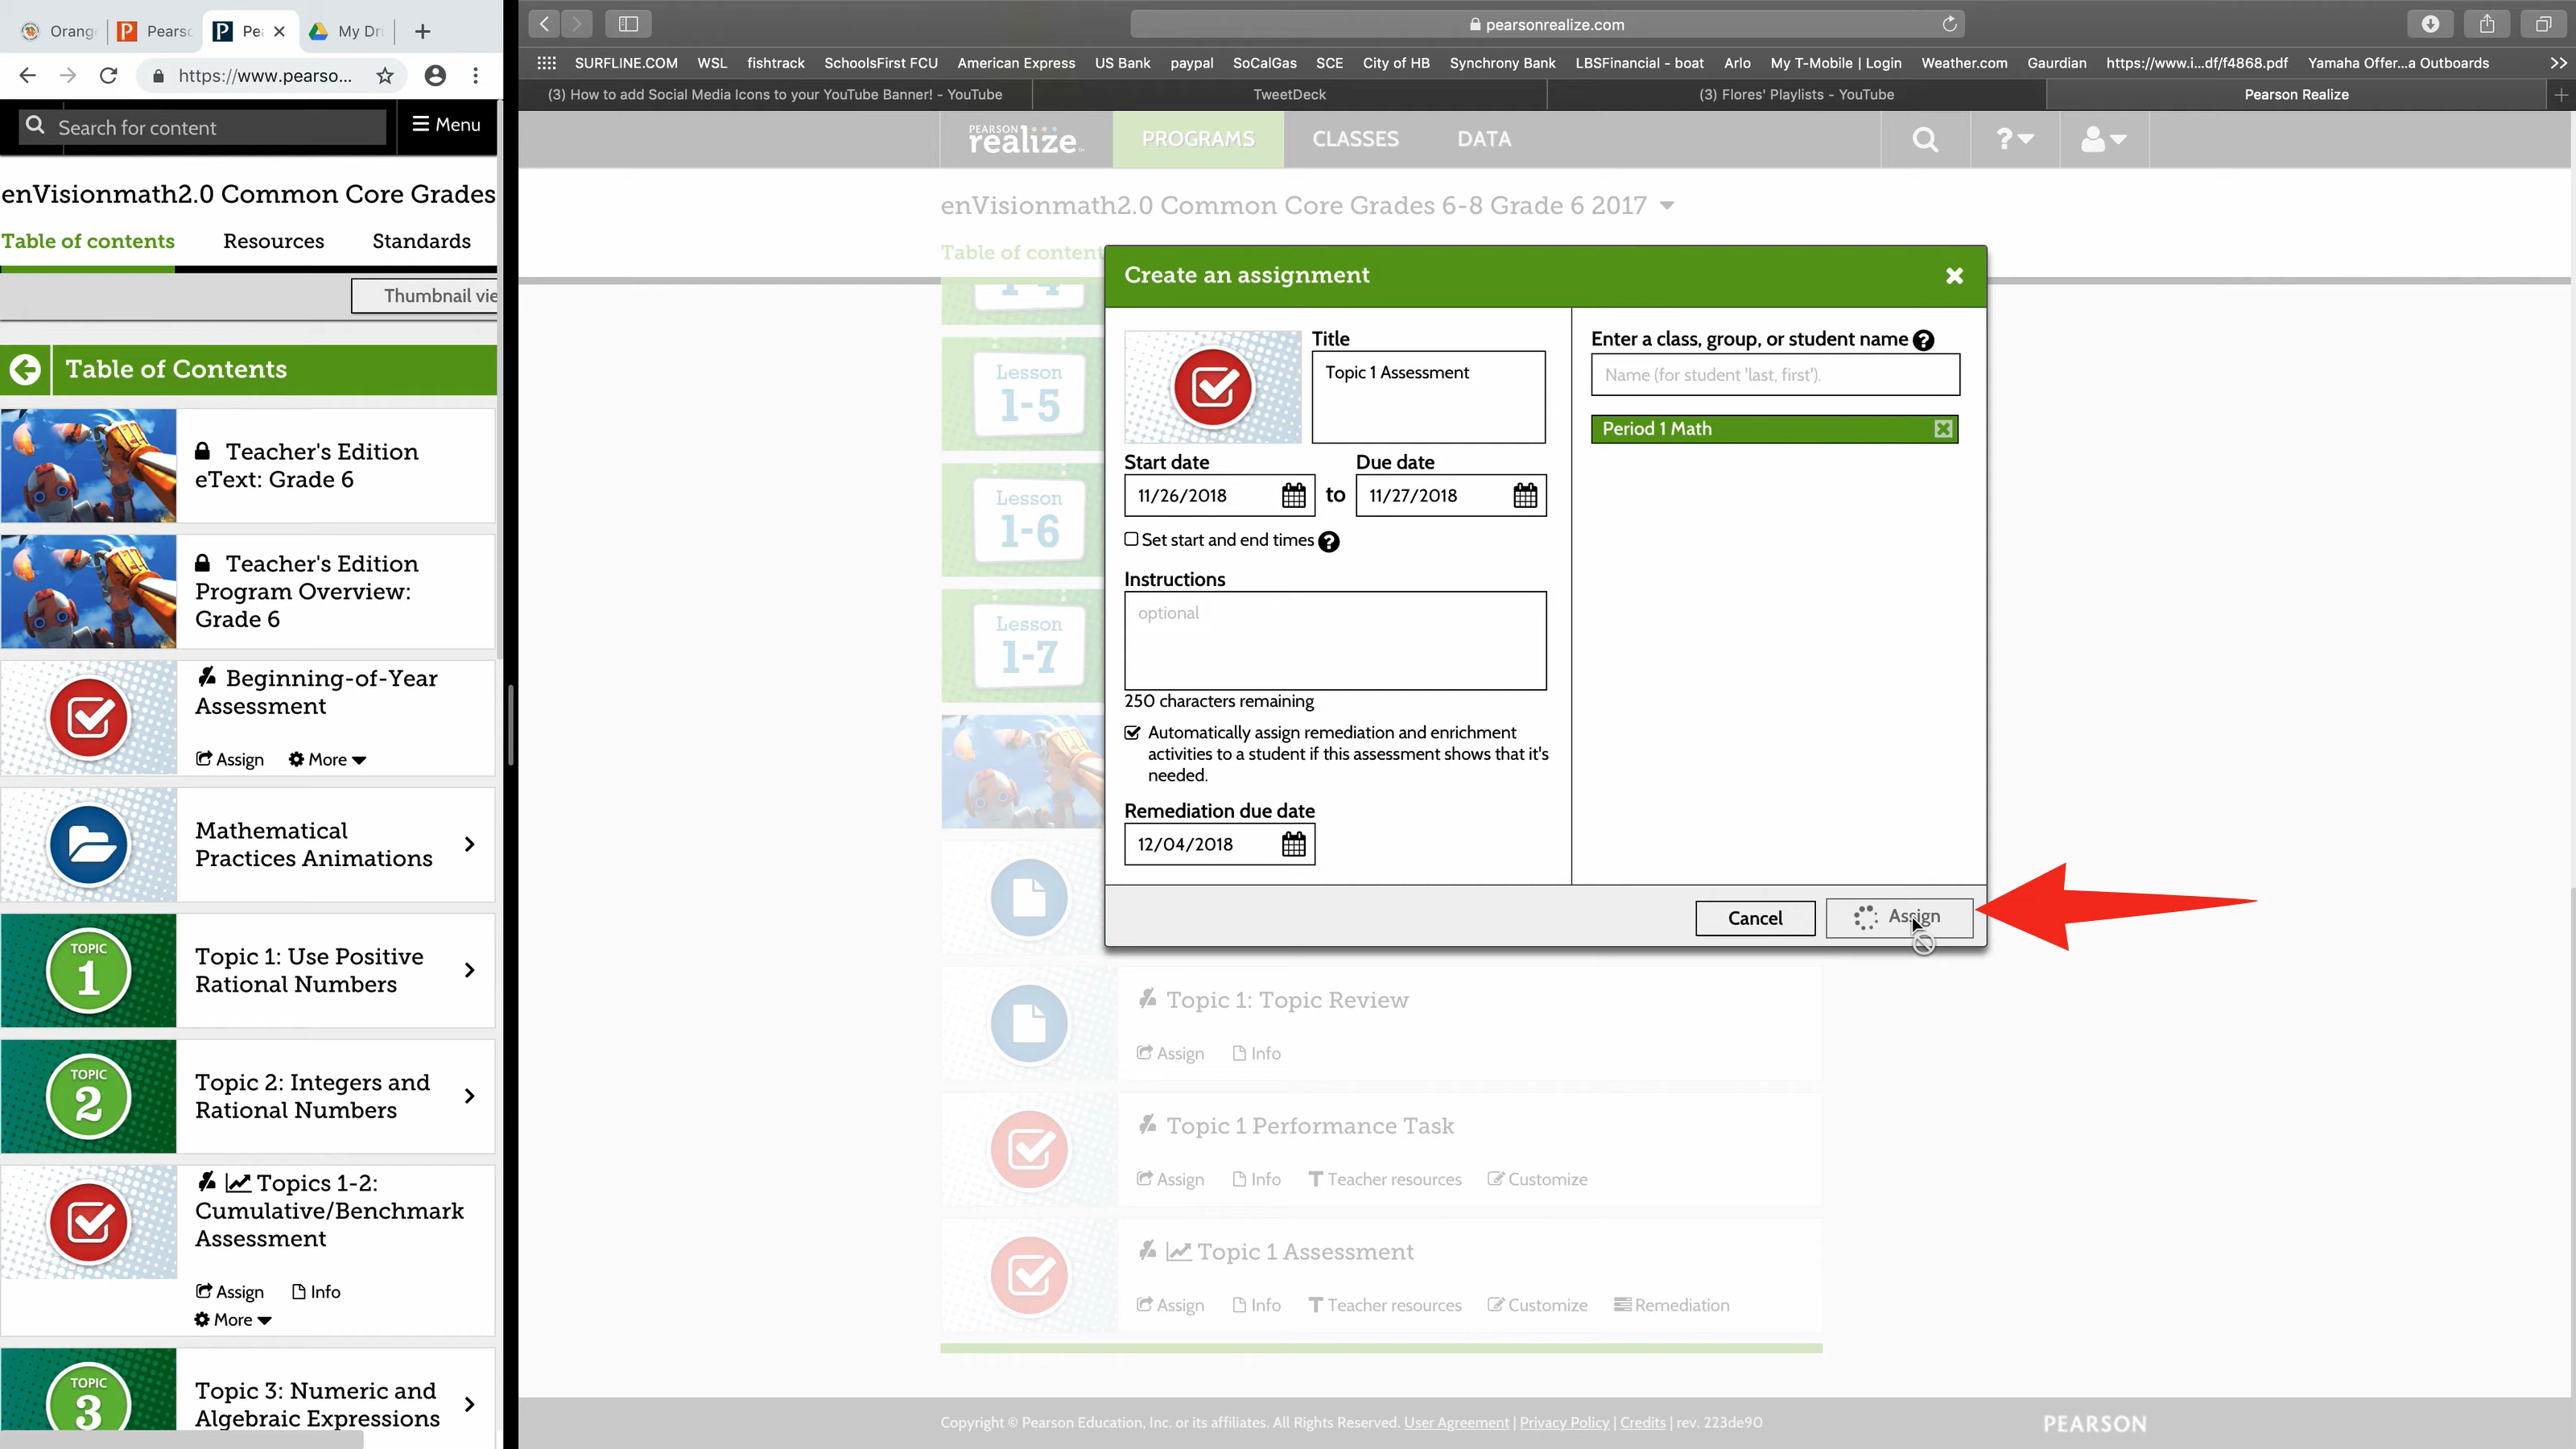 Orang
Pearsc
Pea
My Dri
https://www.pearso...
Search for content
Menu
enVisionmath2.0 Common Core Grades
Table of contents
Resources
Standards
Thumbnail vie
Table of Contents
Teacher's Edition
eText: Grade 6
Teacher's Edition
Program Overview:
Grade 6
Beginning-of-Year
Assessment
Assign
More
Mathematical
Practices Animations
TOPIC
1
Topic 1: Use Positive
Rational Numbers
TOPIC
2
Topic 2: Integers and
Rational Numbers
Topics 1-2:
Cumulative/Benchmark
Assessment
Assign
Info
More
TOPIC
3
Topic 3: Numeric and
Algebraic Expressions
pearsonrealize.com
SURFLINE.COM
WSL
fishtrack
SchoolsFirst FCU
American Express
US Bank
paypal
SoCalGas
SCE
City of HB
Synchrony Bank
LBSFinancial - boat
Arlo
My T-Mobile | Login
Weather.com
Gaurdian
https://www.i...df/f4868.pdf
Yamaha Offer...a Outboards
(3) How to add Social Media Icons to your YouTube Banner! - YouTube
TweetDeck
(3) Flores' Playlists - YouTube
Pearson Realize
PEARSON
realize
PROGRAMS
CLASSES
DATA
?
enVisionmath2.0 Common Core Grades 6-8 Grade 6 2017
Table of content
1-4
Lesson
1-5
Lesson
1-6
Lesson
1-7
Create an assignment
Title
Topic 1 Assessment
Start date
Due date
11/26/2018
to
11/27/2018
Set start and end times ?
Instructions
optional
250 characters remaining
Automatically assign remediation and enrichment
activities to a student if this assessment shows that it's
needed.
Remediation due date
12/04/2018
Enter a class, group, or student name ?
Name (for student 'last, first').
Period 1 Math
Cancel
Assign
Topic 1: Topic Review
Assign
Info
Topic 1 Performance Task
Assign
Info
Teacher resources
Customize
Topic 1 Assessment
Assign
Info
Teacher resources
Customize
Remediation
Copyright © Pearson Education, Inc. or its affiliates. All Rights Reserved. User Agreement | Privacy Policy | Credits | rev. 223de90
PEARSON